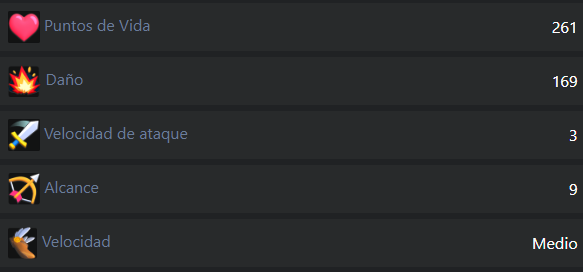 Puntos de Vida 261
Daño 169
Velocidad de ataque 3
Alcance 9
Velocidad Medio